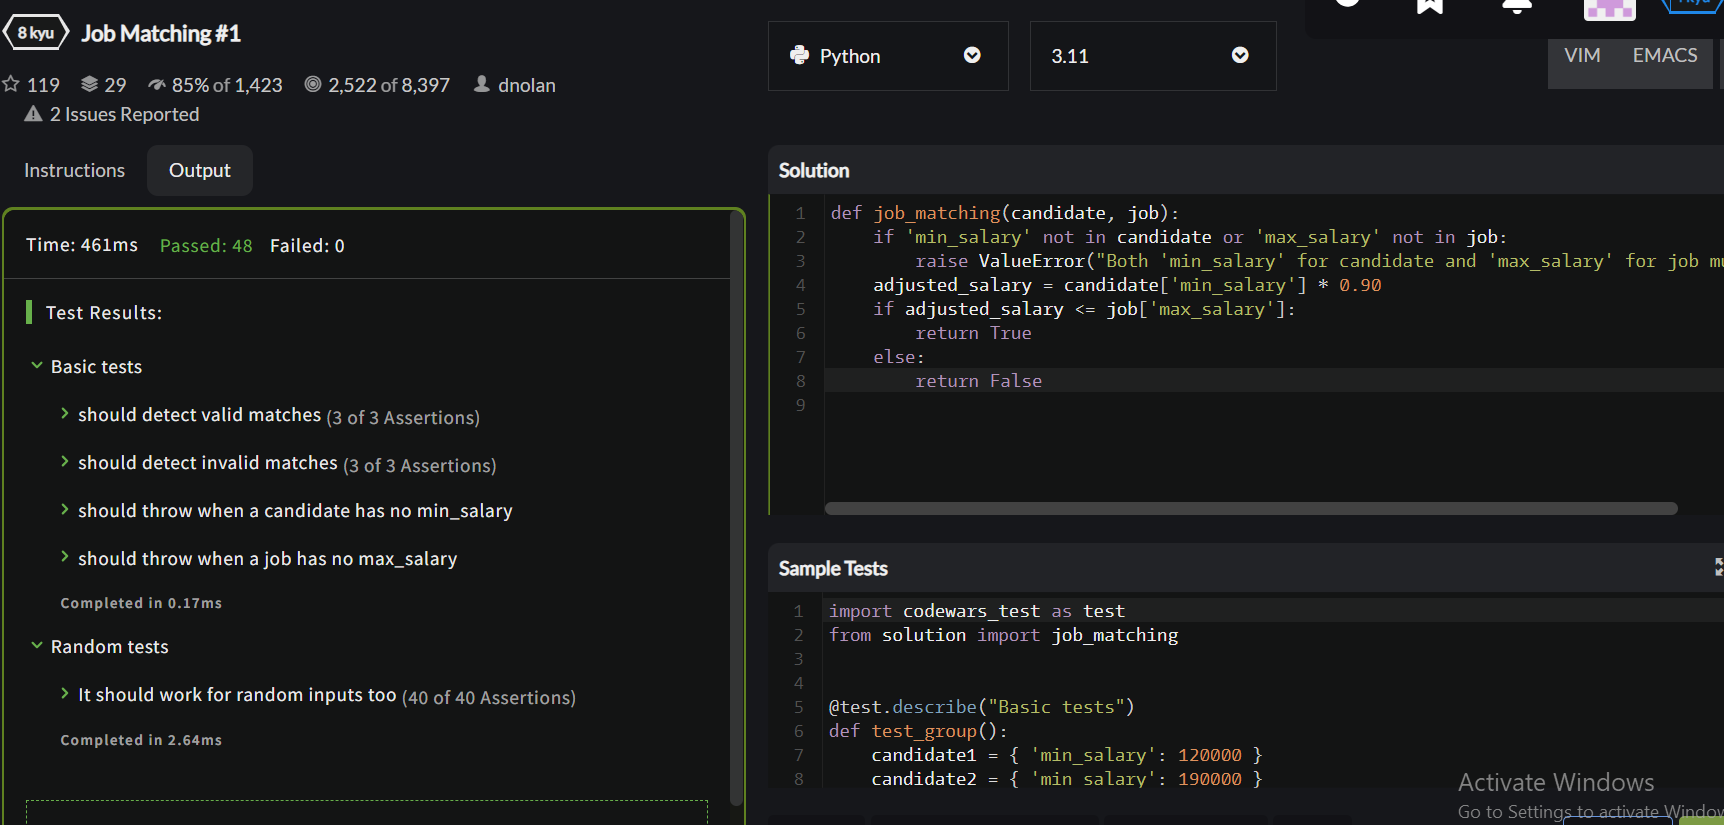 8 kyu
Job Matching #1
119 29 85% of 1,423 2,522 of 8,397 dnolan
2 Issues Reported
Instructions Output
Time: 461ms Passed: 48 Failed: 0
Test Results:
Basic tests
should detect valid matches (3 of 3 Assertions)
should detect invalid matches (3 of 3 Assertions)
should throw when a candidate has no min_salary
should throw when a job has no max_salary
Completed in 0.17ms
Random tests
It should work for random inputs too (40 of 40 Assertions)
Completed in 2.64ms
Python 3.11
VIM EMACS
Solution
1 def job_matching(candidate, job):
2 if 'min_salary' not in candidate or 'max_salary' not in job:
3 raise ValueError("Both 'min_salary' for candidate and 'max_salary' for job
4 adjusted_salary = candidate['min_salary'] * 0.90
5 if adjusted_salary <= job['max_salary']:
6 return True
7 else:
8 return False
9
Sample Tests
1 import codewars_test as test
2 from solution import job_matching
3
4
5 @test.describe("Basic tests")
6 def test_group():
7 candidate1 = { 'min_salary': 120000 }
8 candidate2 = { 'min_salary': 190000 }
Activate Windows
Go to Settings to activate Window